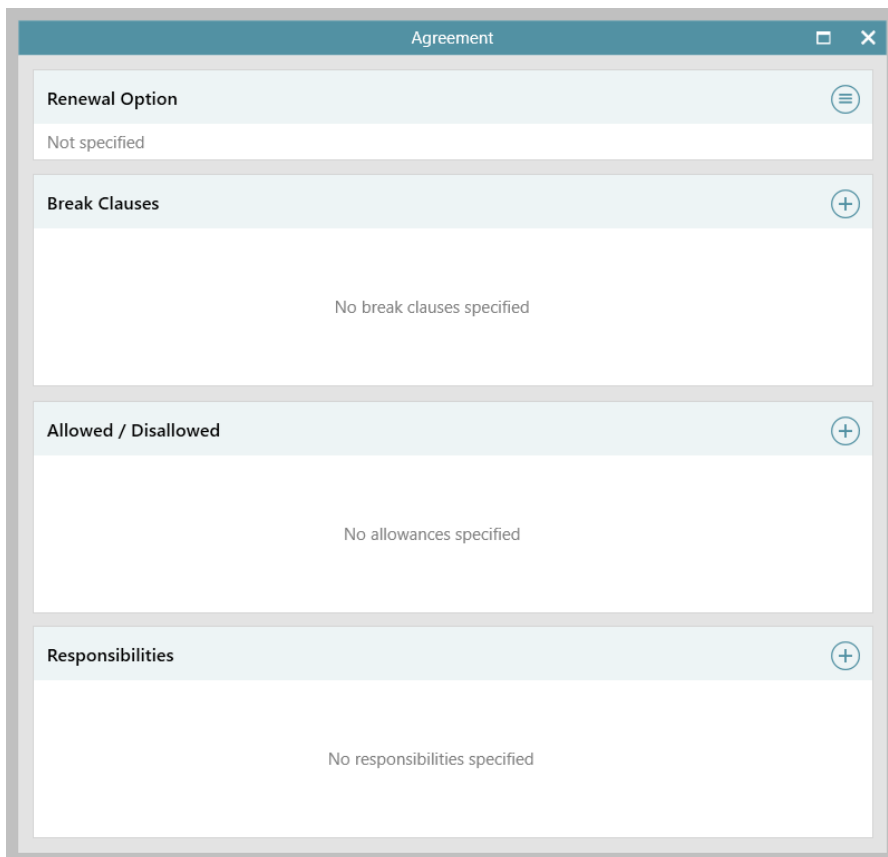 Agreement
Renewal Option
Not specified
Break Clauses
No break clauses specified
Allowed / Disallowed
No allowances specified
Responsibilities
No responsibilities specified